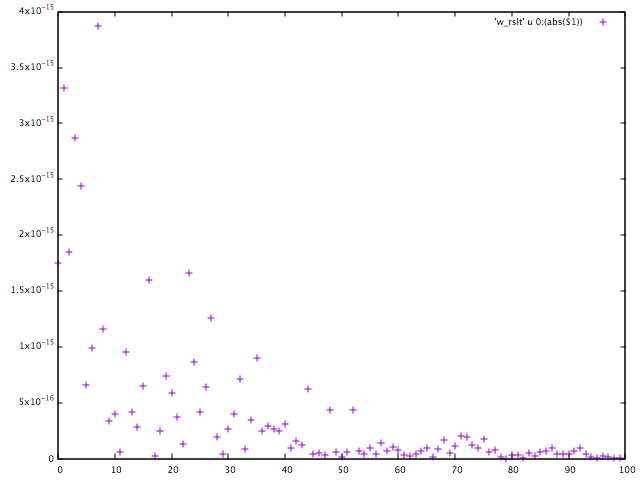 'w_rslt' u 0:(abs($1))
4x10⁻¹⁵
3.5x10⁻¹⁵
3x10⁻¹⁵
2.5x10⁻¹⁵
2x10⁻¹⁵
1.5x10⁻¹⁵
1x10⁻¹⁵
5x10⁻¹⁶
0
0 10 20 30 40 50 60 70 80 90 100